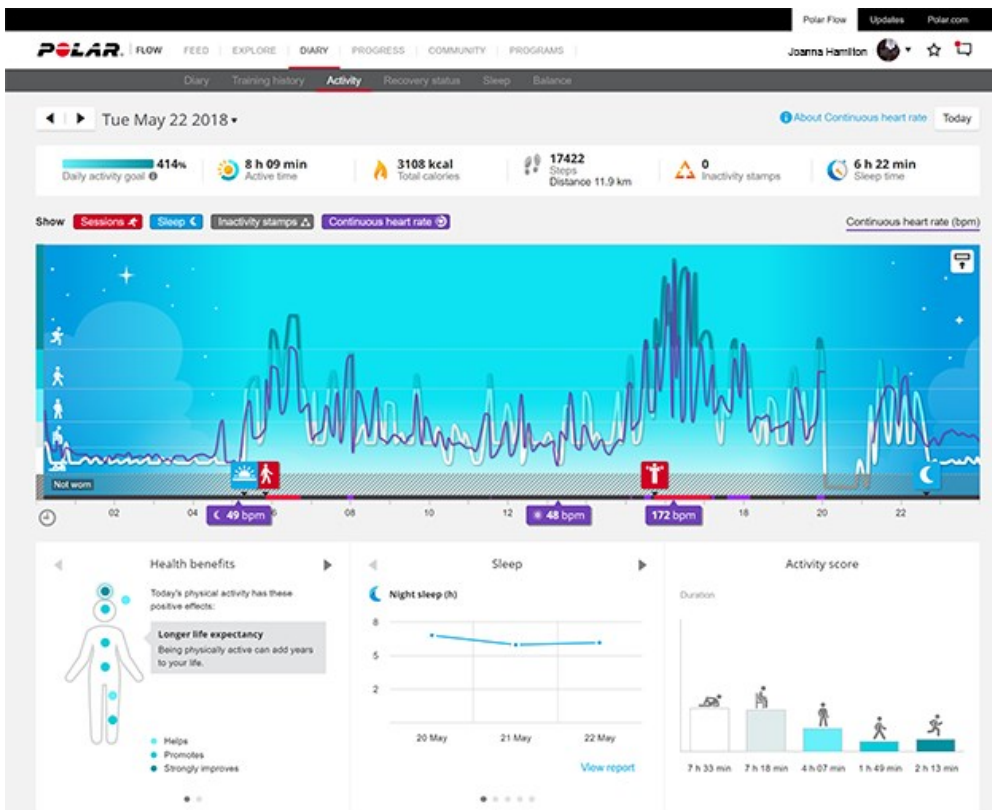 Polar Flow Updates Polar.com
POLAR. FLOW FEED EXPLORE DIARY PROGRESS COMMUNITY PROGRAMS Joanna Hamilton
Diary Training history Activity Recovery status Sleep Balance
Tue May 22 2018 About Continuous heart rate Today
414%
Daily activity goal
8 h 09 min
Active time
3108 kcal
Total calories
17422
Steps
Distance 11.9 km
0
Inactivity stamps
6 h 22 min
Sleep time
Show Sessions Sleep Inactivity stamps Continuous heart rate Continuous heart rate (bpm)
Not worn
02 04 06 08 10 12 18 20 22
49 bpm 48 bpm 172 bpm
Health benefits
Today's physical activity has these
positive effects:
Longer life expectancy
Being physically active can add years
to your life.
Helps
Promotes
Strongly improves
Sleep
Night sleep (h)
8
5
2
20 May 21 May 22 May
View report
Activity score
Duration
7 h 33 min 7 h 18 min 4 h 07 min 1 h 49 min 2 h 13 min